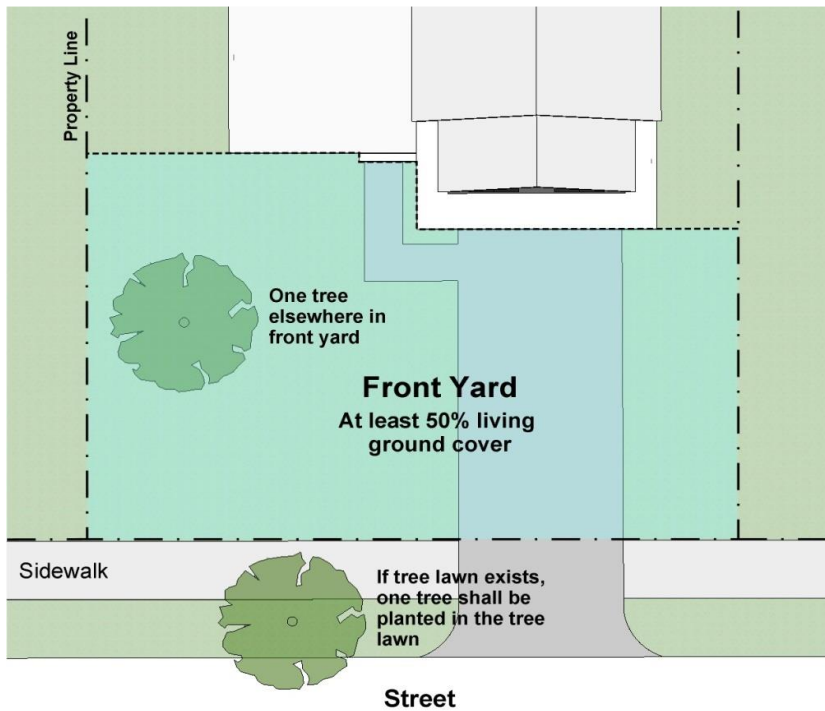 Property Line
One tree
elsewhere in
front yard
Front Yard
At least 50% living
ground cover
Sidewalk
If tree lawn exists,
one tree shall be
planted in the tree
lawn
Street